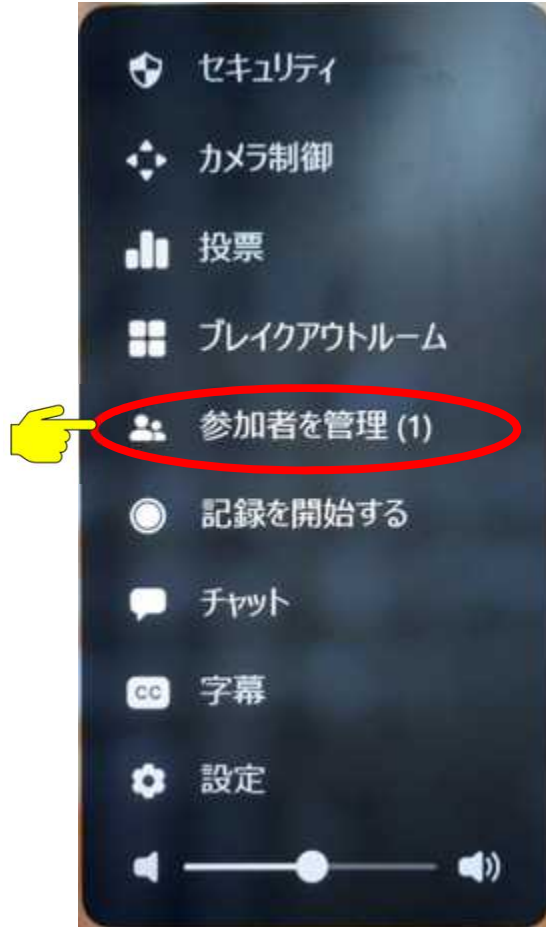 セキュリティ
カメラ制御
投票
ブレイクアウトルーム
参加者を管理 (1)
記録を開始する
チャット
CC 字幕
設定